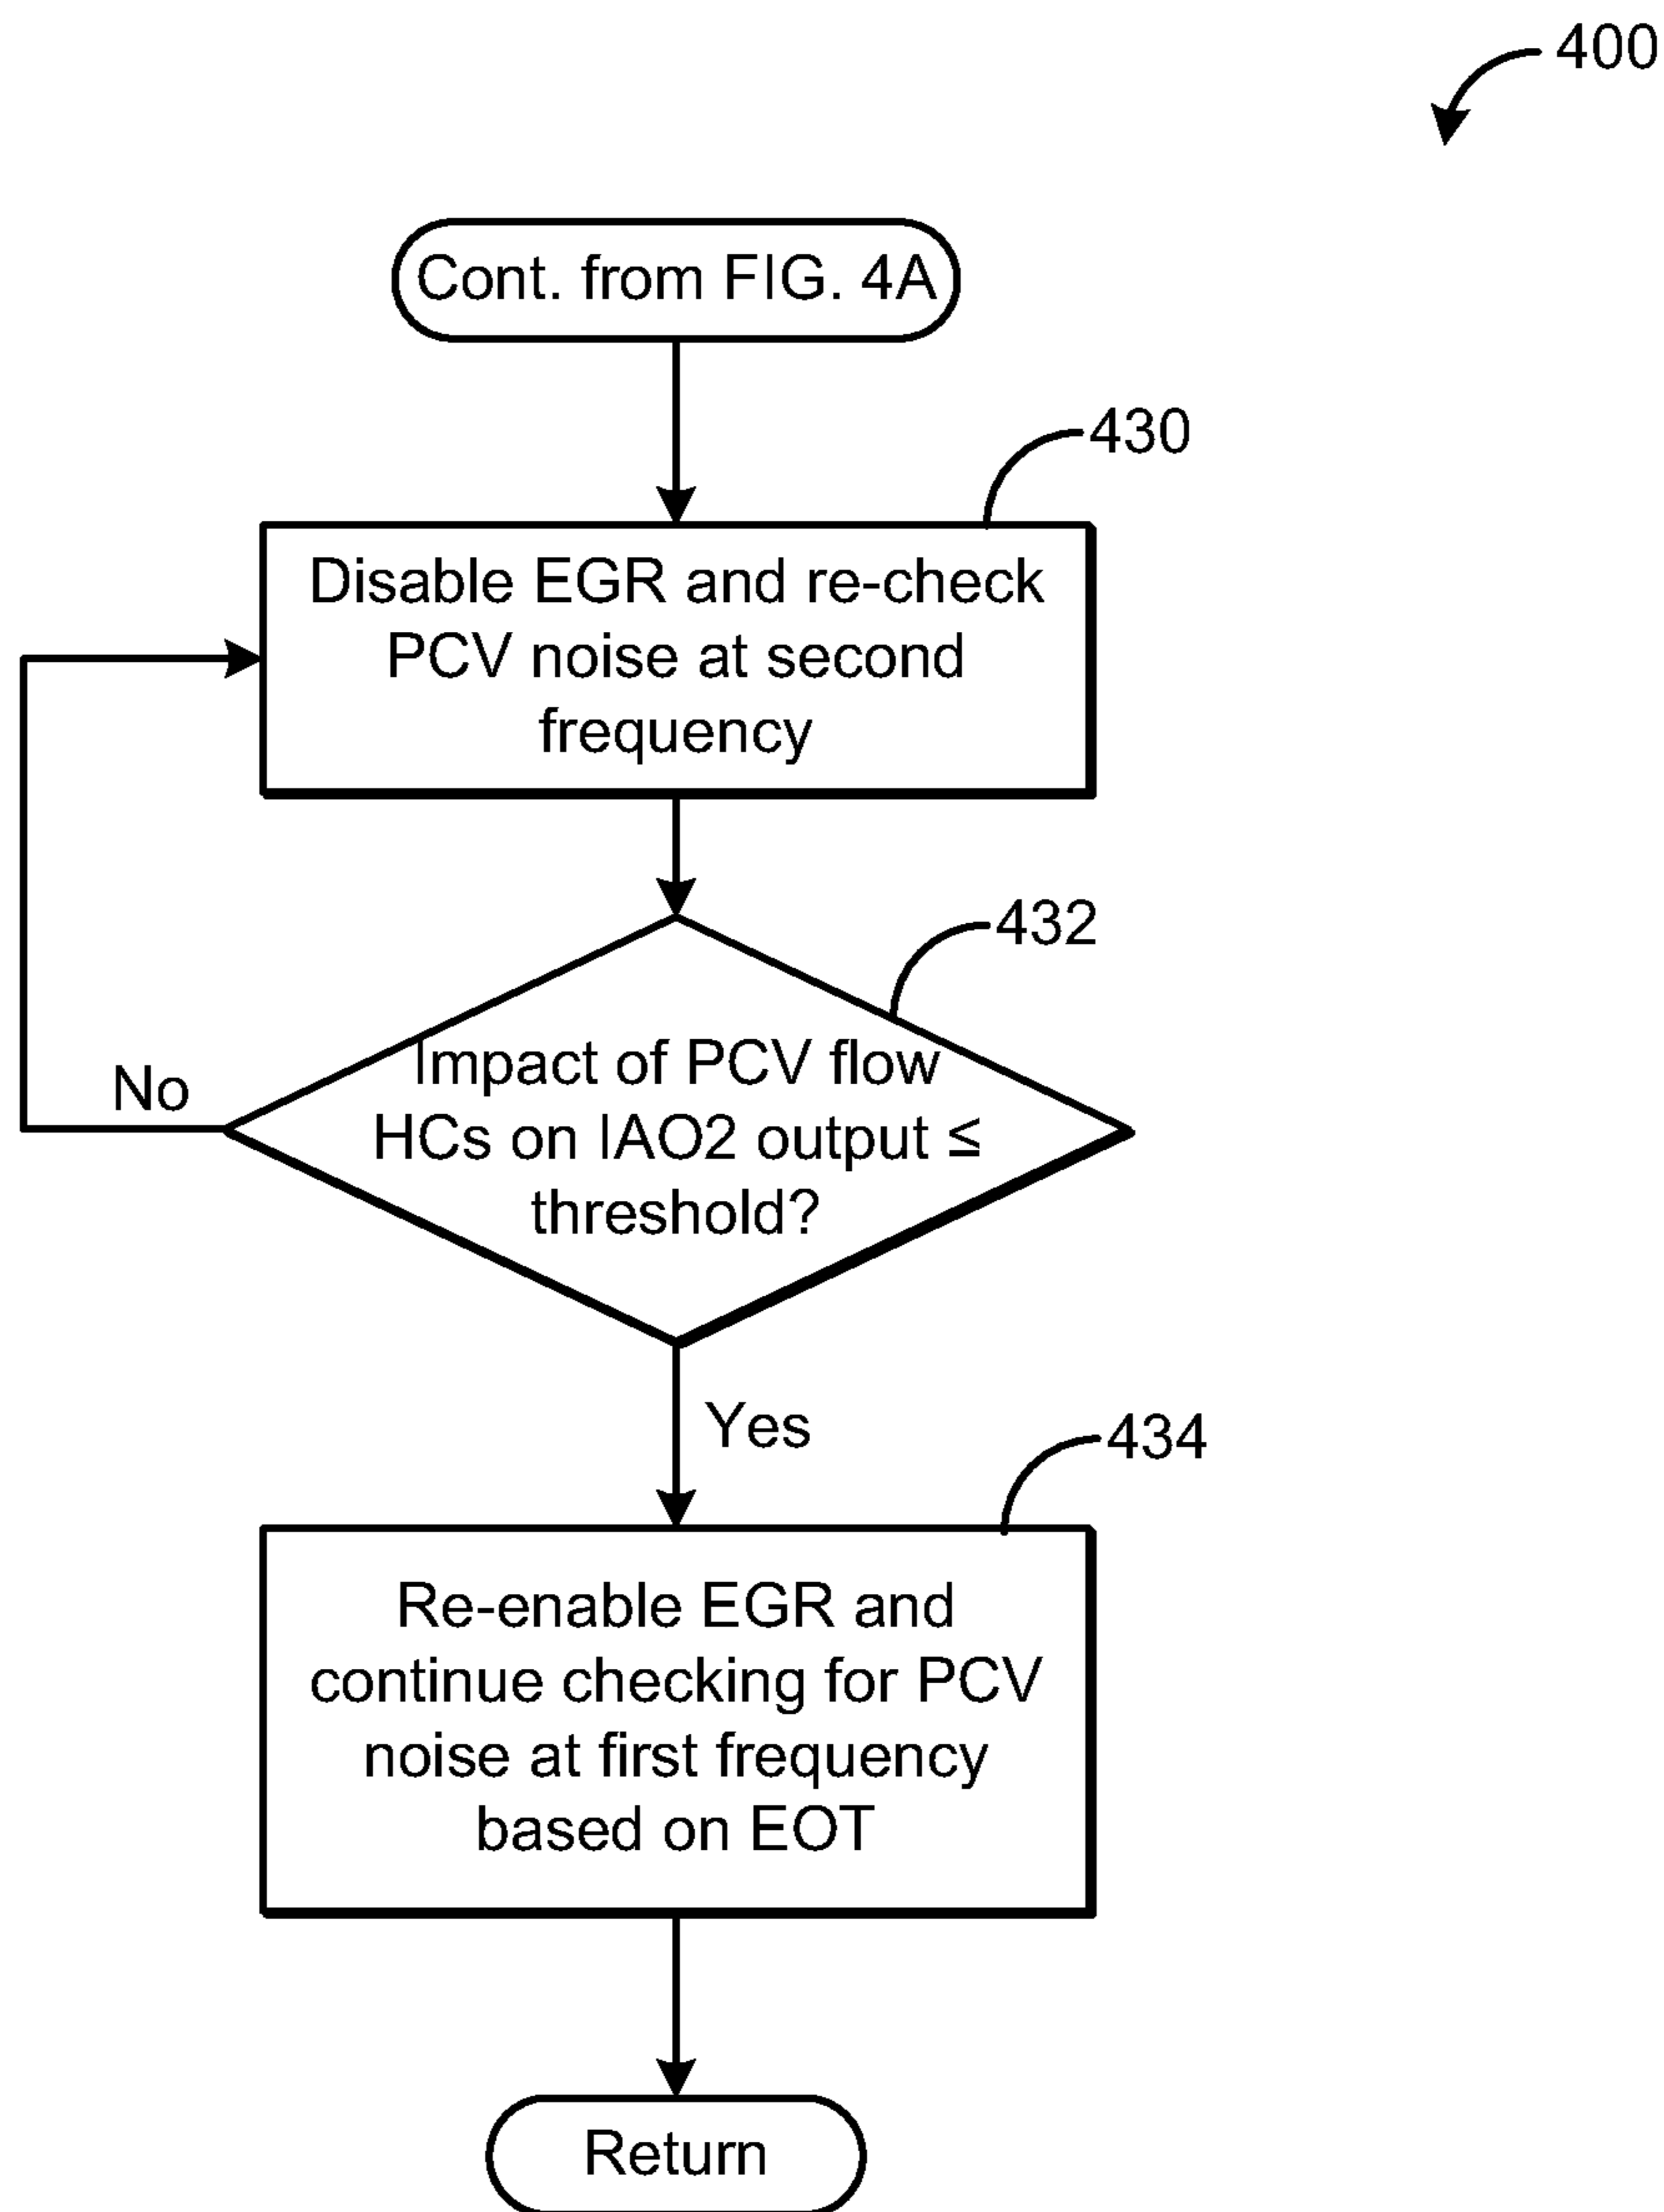 400
Cont. from FIG. 4A
430
Disable EGR and re-check
PCV noise at second
frequency
432
Impact of PCV flow
HCs on IAO2 output ≤
threshold?
No
Yes
434
Re-enable EGR and
continue checking for PCV
noise at first frequency
based on EOT
Return